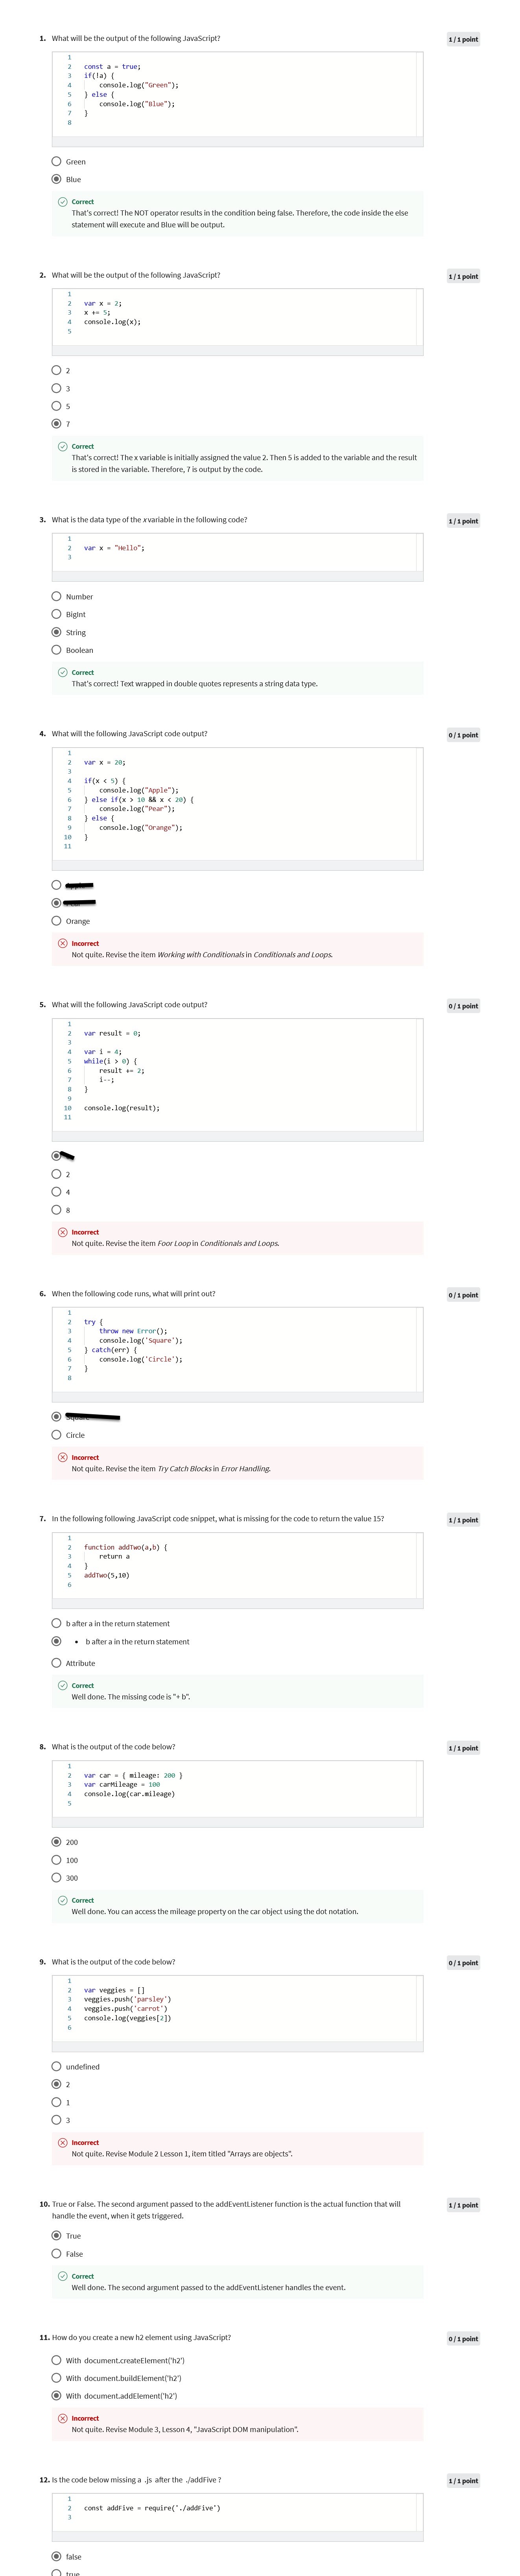 1. What will be the output of the following JavaScript?
1 / 1 point
1
2 const a = true;
3 if(!a) {
4 console.log("Green");
5 } else {
6 console.log("Blue");
7 }
8
Green
Blue
Correct
That's correct! The NOT operator results in the condition being false. Therefore, the code inside the else
statement will execute and Blue will be output.
2. What will be the output of the following JavaScript?
1 / 1 point
1
2 var x = 2;
3 x += 5;
4 console.log(x);
5
2
3
5
7
Correct
That's correct! The x variable is initially assigned the value 2. Then 5 is added to the variable and the result
is stored in the variable. Therefore, 7 is output by the code.
3. What is the data type of the x variable in the following code?
1 / 1 point
1
2 var x = "Hello";
3
Number
BigInt
String
Boolean
Correct
That's correct! Text wrapped in double quotes represents a string data type.
4. What will the following JavaScript code output?
0 / 1 point
1
2 var x = 20;
3
4 if(x < 5) {
5 console.log("Apple");
6 } else if(x > 10 && x < 20) {
7 console.log("Pear");
8 } else {
9 console.log("Orange");
10 }
11
Orange
Incorrect
Not quite. Revise the item Working with Conditionals in Conditionals and Loops.
5. What will the following JavaScript code output?
0 / 1 point
1
2 var result = 0;
3
4 var i = 4;
5 while(i > 0) {
6 result += 2;
7 i--;
8 }
9
10 console.log(result);
11
2
4
8
Incorrect
Not quite. Revise the item Foor Loop in Conditionals and Loops.
6. When the following code runs, what will print out?
0 / 1 point
1
2 try {
3 throw new Error();
4 console.log('Square');
5 } catch(err) {
6 console.log('Circle');
7 }
8
Circle
Incorrect
Not quite. Revise the item Try Catch Blocks in Error Handling.
7. In the following following JavaScript code snippet, what is missing for the code to return the value 15?
1 / 1 point
1
2 function addTwo(a,b) {
3 return a
4 }
5 addTwo(5,10)
6
b after a in the return statement
• b after a in the return statement
Attribute
Correct
Well done. The missing code is "+ b".
8. What is the output of the code below?
1 / 1 point
1
2 var car = { mileage: 200 }
3 var carMileage = 100
4 console.log(car.mileage)
5
200
100
300
Correct
Well done. You can access the mileage property on the car object using the dot notation.
9. What is the output of the code below?
0 / 1 point
1
2 var veggies = []
3 veggies.push('parsley')
4 veggies.push('carrot')
5 console.log(veggies[2])
6
undefined
2
1
3
Incorrect
Not quite. Revise Module 2 Lesson 1, item titled "Arrays are objects".
10. True or False. The second argument passed to the addEventListener function is the actual function that will
handle the event, when it gets triggered.
1 / 1 point
True
False
Correct
Well done. The second argument passed to the addEventListener handles the event.
11. How do you create a new h2 element using JavaScript?
0 / 1 point
With document.createElement('h2')
With document.buildElement('h2')
With document.addElement('h2')
Incorrect
Not quite. Revise Module 3, Lesson 4, "JavaScript DOM manipulation".
12. Is the code below missing a .js after the ./addFive ?
1 / 1 point
1
2 const addFive = require('./addFive')
3
false
true